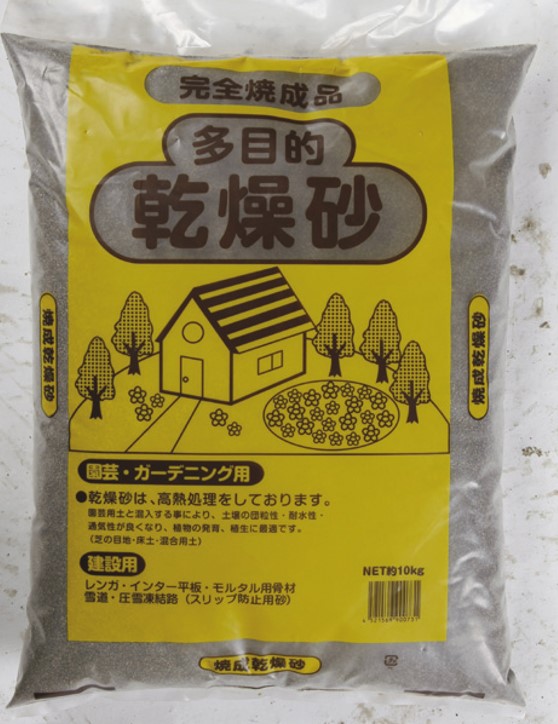 完全焼成品
多目的
乾燥砂
焼成乾燥砂
焼成乾燥砂
園芸・ガーデニング用
●乾燥砂は、高熱処理をしております。
園芸用土と混入する事により、土壌の団粒性・耐水性・
通気性が良くなり、植物の発育、植生に最適です。
(芝の目地・床土・混合用土)
建設用
NET約10kg
レンガ・インター平板・モルタル用骨材
雪道・圧雪凍結路(スリップ防止用砂)
焼成乾燥砂